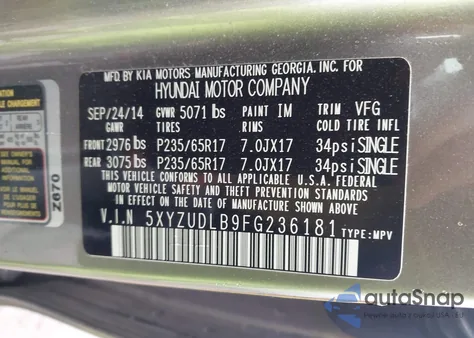 MFD BY KIA MOTORS MANUFACTURING GEORGIA, INC. FOR
HYUNDAI MOTOR COMPANY
SEP/24/14 GVWR 5071 lbs PAINT IM TRIM VFG
GAWR TIRES RIMS COLD TIRE INFL
FRONT 2976 lbs P235/65R17 7.0JX17 34psi SINGLE
REAR 3075 lbs P235/65R17 7.0JX17 34psi SINGLE
THIS VEHICLE CONFORMS TO ALL APPLICABLE U.S.A. FEDERAL
MOTOR VEHICLE SAFETY AND BUMPER STANDARDS
IN EFFECT ON THE DATE OF MANUFACTURE SHOWN ABOVE.
V.I.N 5XYZUDLB9FG236181 TYPE: MPV
Z670
autoSnap